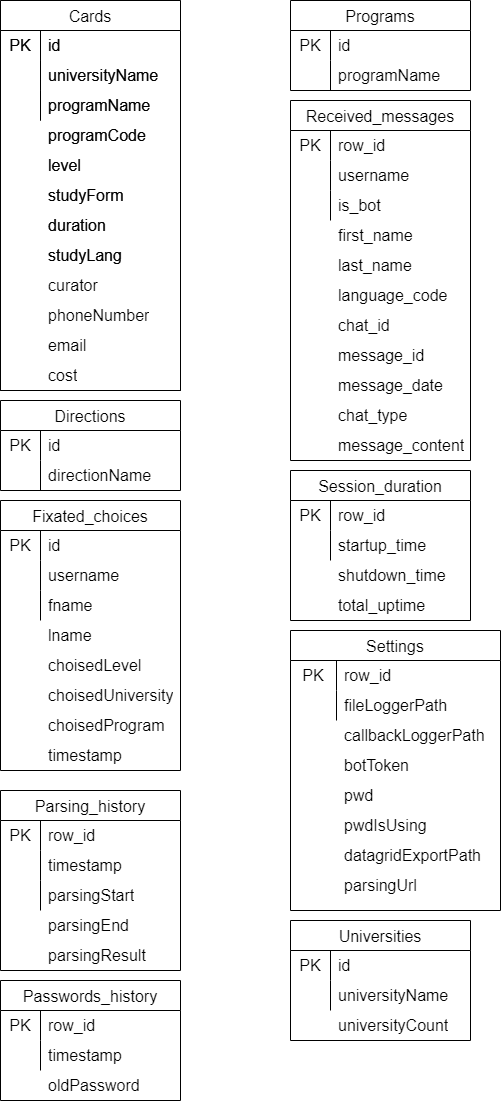 Cards
PK id
universityName
programName
programCode
level
studyForm
duration
studyLang
curator
phoneNumber
email
cost
Directions
PK id
directionName
Fixated_choices
PK id
username
fname
lname
choisedLevel
choisedUniversity
choisedProgram
timestamp
Parsing_history
PK row_id
timestamp
parsingStart
parsingEnd
parsingResult
Passwords_history
PK row_id
timestamp
oldPassword
Programs
PK id
programName
Received_messages
PK row_id
username
is_bot
first_name
last_name
language_code
chat_id
message_id
message_date
chat_type
message_content
Session_duration
PK row_id
startup_time
shutdown_time
total_uptime
Settings
PK row_id
fileLoggerPath
callbackLoggerPath
botToken
pwd
pwdIsUsing
datagridExportPath
parsingUrl
Universities
PK id
universityName
universityCount